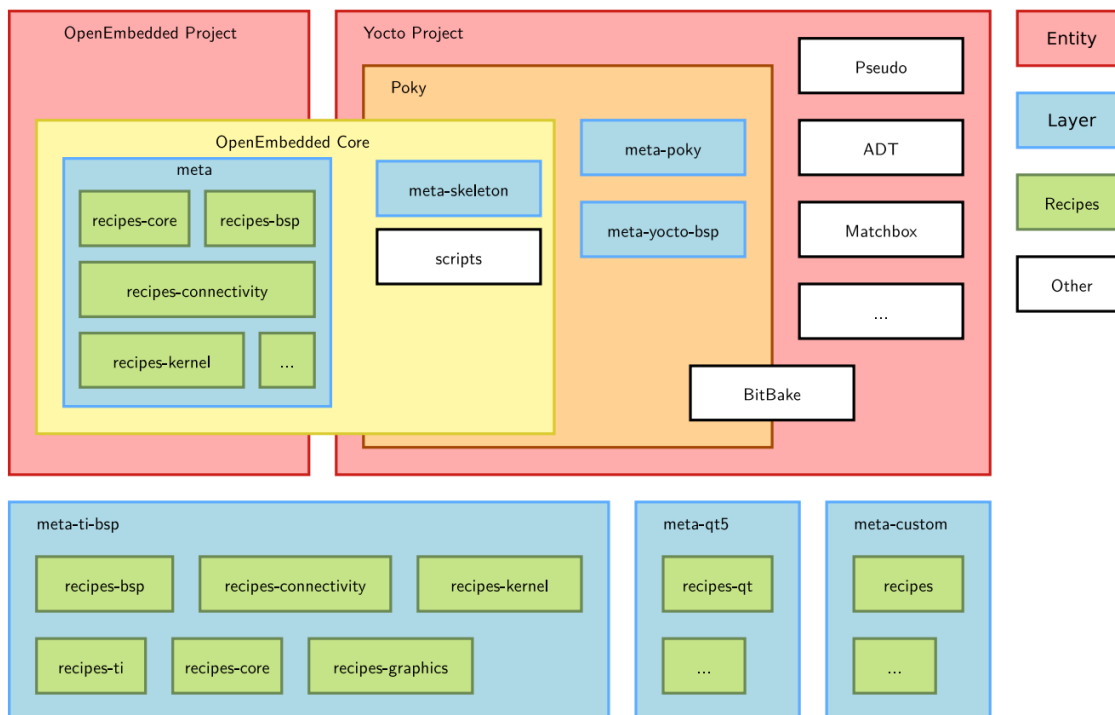 OpenEmbedded Project
Yocto Project
Entity
Pseudo
Poky
Layer
OpenEmbedded Core
meta-poky
ADT
meta
meta-skeleton
recipes-core
recipes-bsp
Recipes
meta-yocto-bsp
Matchbox
scripts
recipes-connectivity
Other
...
recipes-kernel
...
BitBake
meta-ti-bsp
recipes-bsp
recipes-connectivity
recipes-kernel
recipes-ti
recipes-core
recipes-graphics
meta-qt5
recipes-qt
...
meta-custom
recipes
...